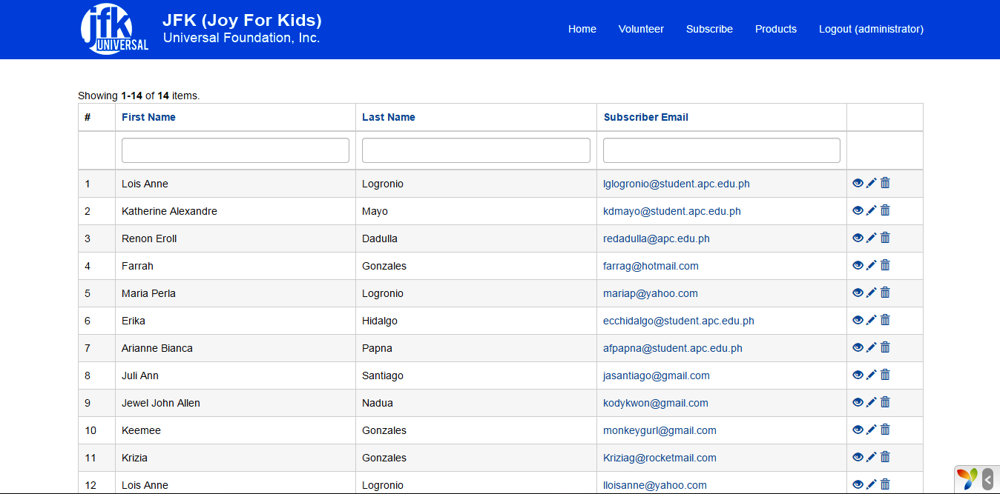 jfk UNIVERSAL
JFK (Joy For Kids)
Universal Foundation, Inc.
Home Volunteer Subscribe Products Logout (administrator)
Showing 1-14 of 14 items.
# First Name Last Name Subscriber Email
1 Lois Anne Logronio lglogronio@student.apc.edu.ph
2 Katherine Alexandre Mayo kdmayo@student.apc.edu.ph
3 Renon Eroll Dadulla redadulla@apc.edu.ph
4 Farrah Gonzales farrag@hotmail.com
5 Maria Perla Logronio mariap@yahoo.com
6 Erika Hidalgo ecchidalgo@student.apc.edu.ph
7 Arianne Bianca Papna afpapna@student.apc.edu.ph
8 Juli Ann Santiago jasantiago@gmail.com
9 Jewel John Allen Nadua kodykwon@gmail.com
10 Keemee Gonzales monkeygurl@gmail.com
11 Krizia Gonzales Kriziag@rocketmail.com
12 Lois Anne Logronio lloisanne@yahoo.com